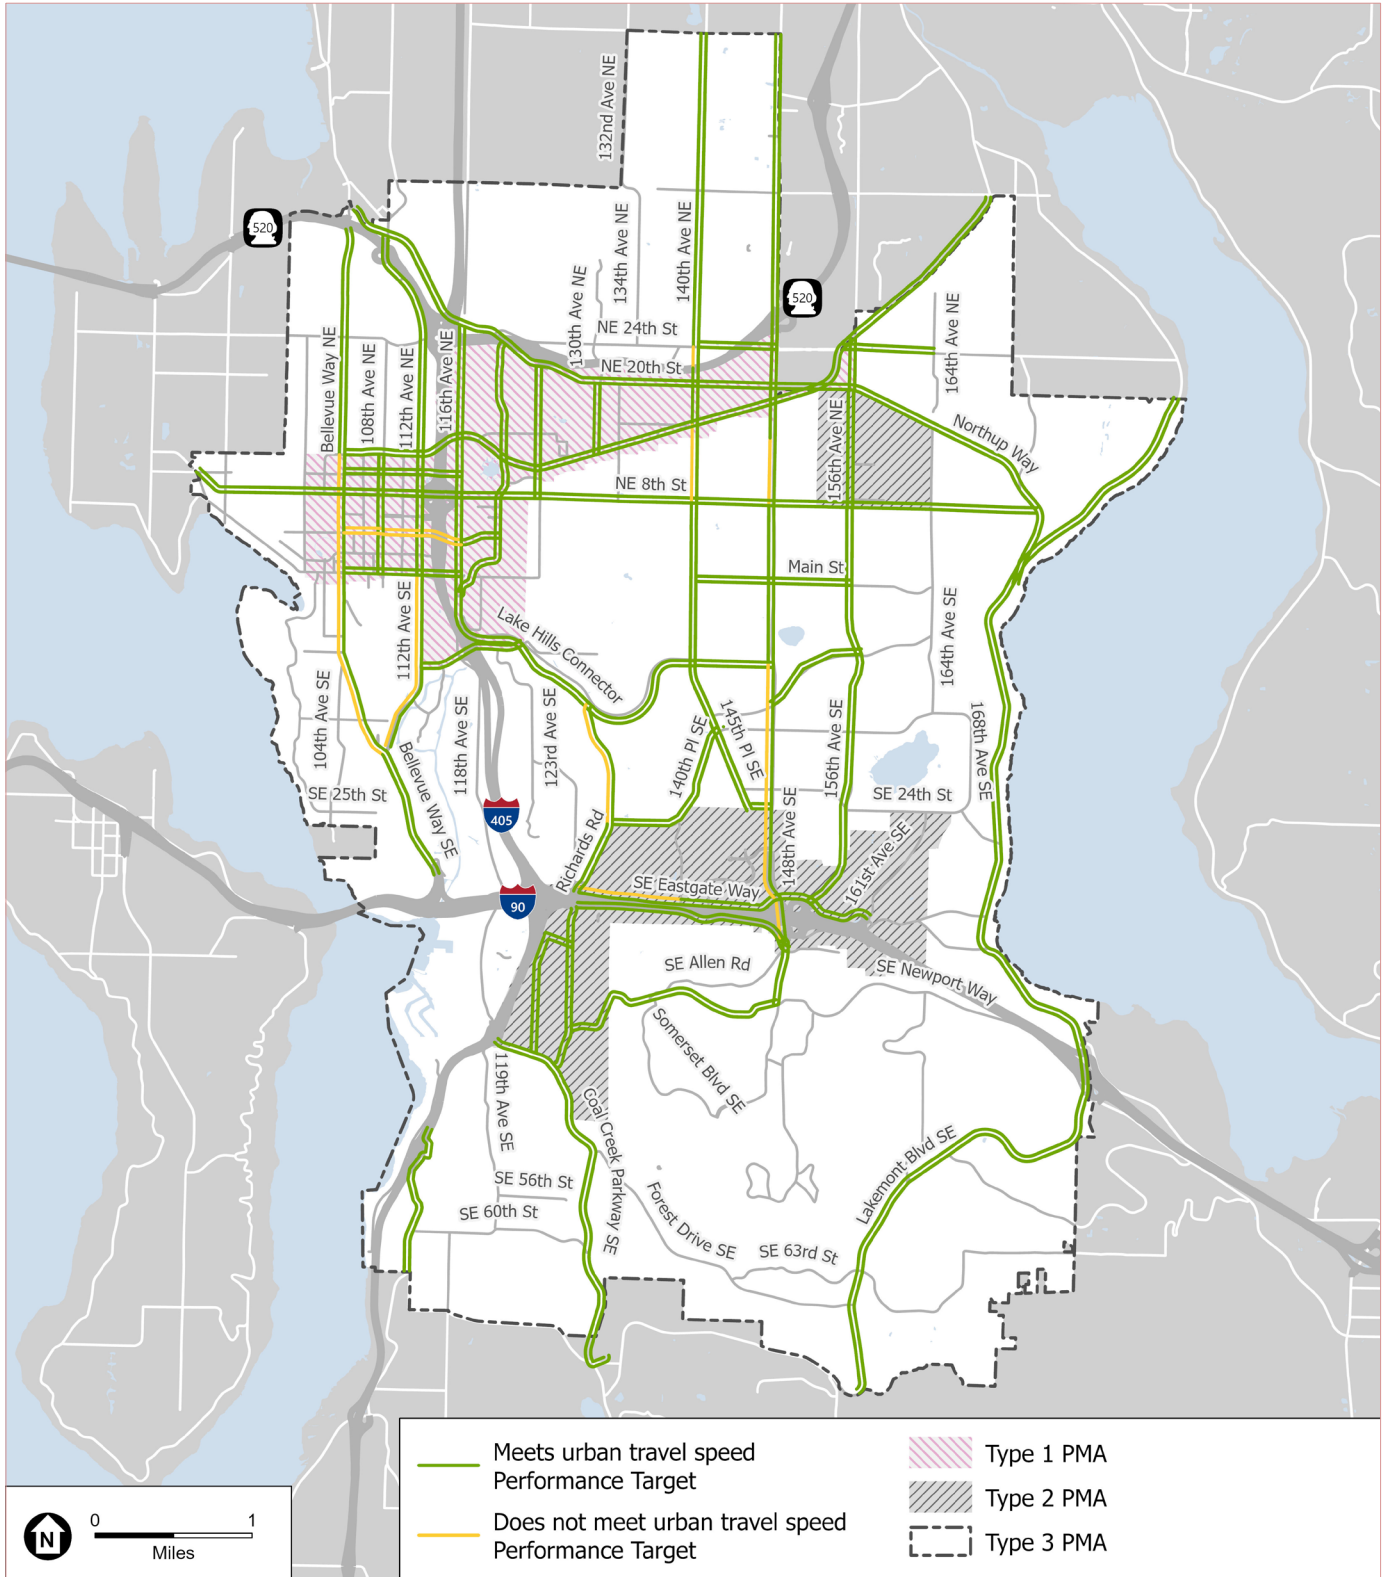 132nd Ave NE
520
134th Ave NE
140th Ave NE
130th Ave NE
520
NE 24th St
NE 20th St
164th Ave NE
Bellevue Way NE
108th Ave NE
112th Ave NE
116th Ave NE
156th Ave NE
Northup Way
NE 8th St
Main St
112th Ave SE
Lake Hills Connector
164th Ave SE
104th Ave SE
118th Ave SE
123rd Ave SE
140th Pl SE
145th Pl SE
156th Ave SE
168th Ave SE
Bellevue Way SE
SE 25th St
SE 24th St
405
Richards Rd
148th Ave SE
161st Ave SE
SE Eastgate Way
90
SE Allen Rd
SE Newport Way
Somerset Blvd SE
119th Ave SE
Coal Creek Parkway SE
Lakemont Blvd SE
SE 56th St
SE 60th St
Forest Drive SE
SE 63rd St
Meets urban travel speed
Performance Target
Does not meet urban travel speed
Performance Target
Type 1 PMA
Type 2 PMA
Type 3 PMA
N
0 1
Miles